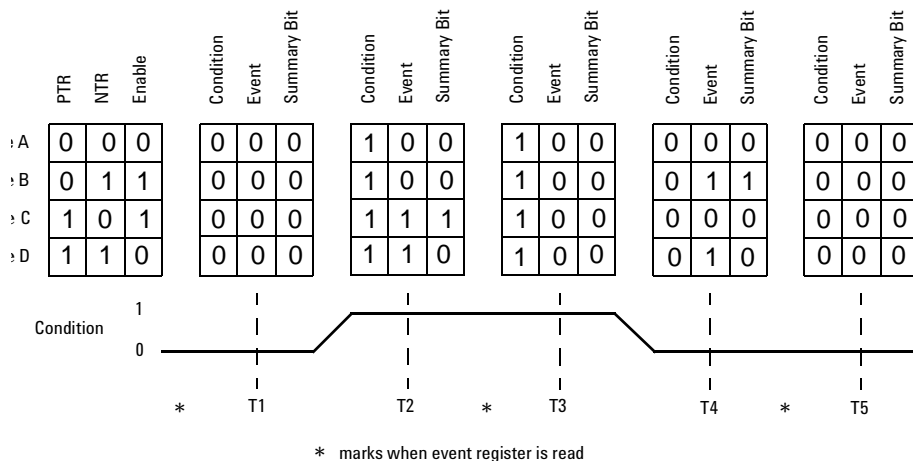 PTR NTR Enable Condition Event Summary Bit Condition Event Summary Bit Condition Event Summary Bit Condition Event Summary Bit Condition Event Summary Bit
e A 0 0 0 0 0 0 1 0 0 1 0 0 0 0 0 0 0 0
e B 0 1 1 0 0 0 1 0 0 1 0 0 0 1 1 0 0 0
e C 1 0 1 0 0 0 1 1 1 1 0 0 0 0 0 0 0 0
e D 1 1 0 0 0 0 1 1 0 1 0 0 0 1 0 0 0 0
1
Condition
0
* T1 T2 * T3 T4 * T5
* marks when event register is read